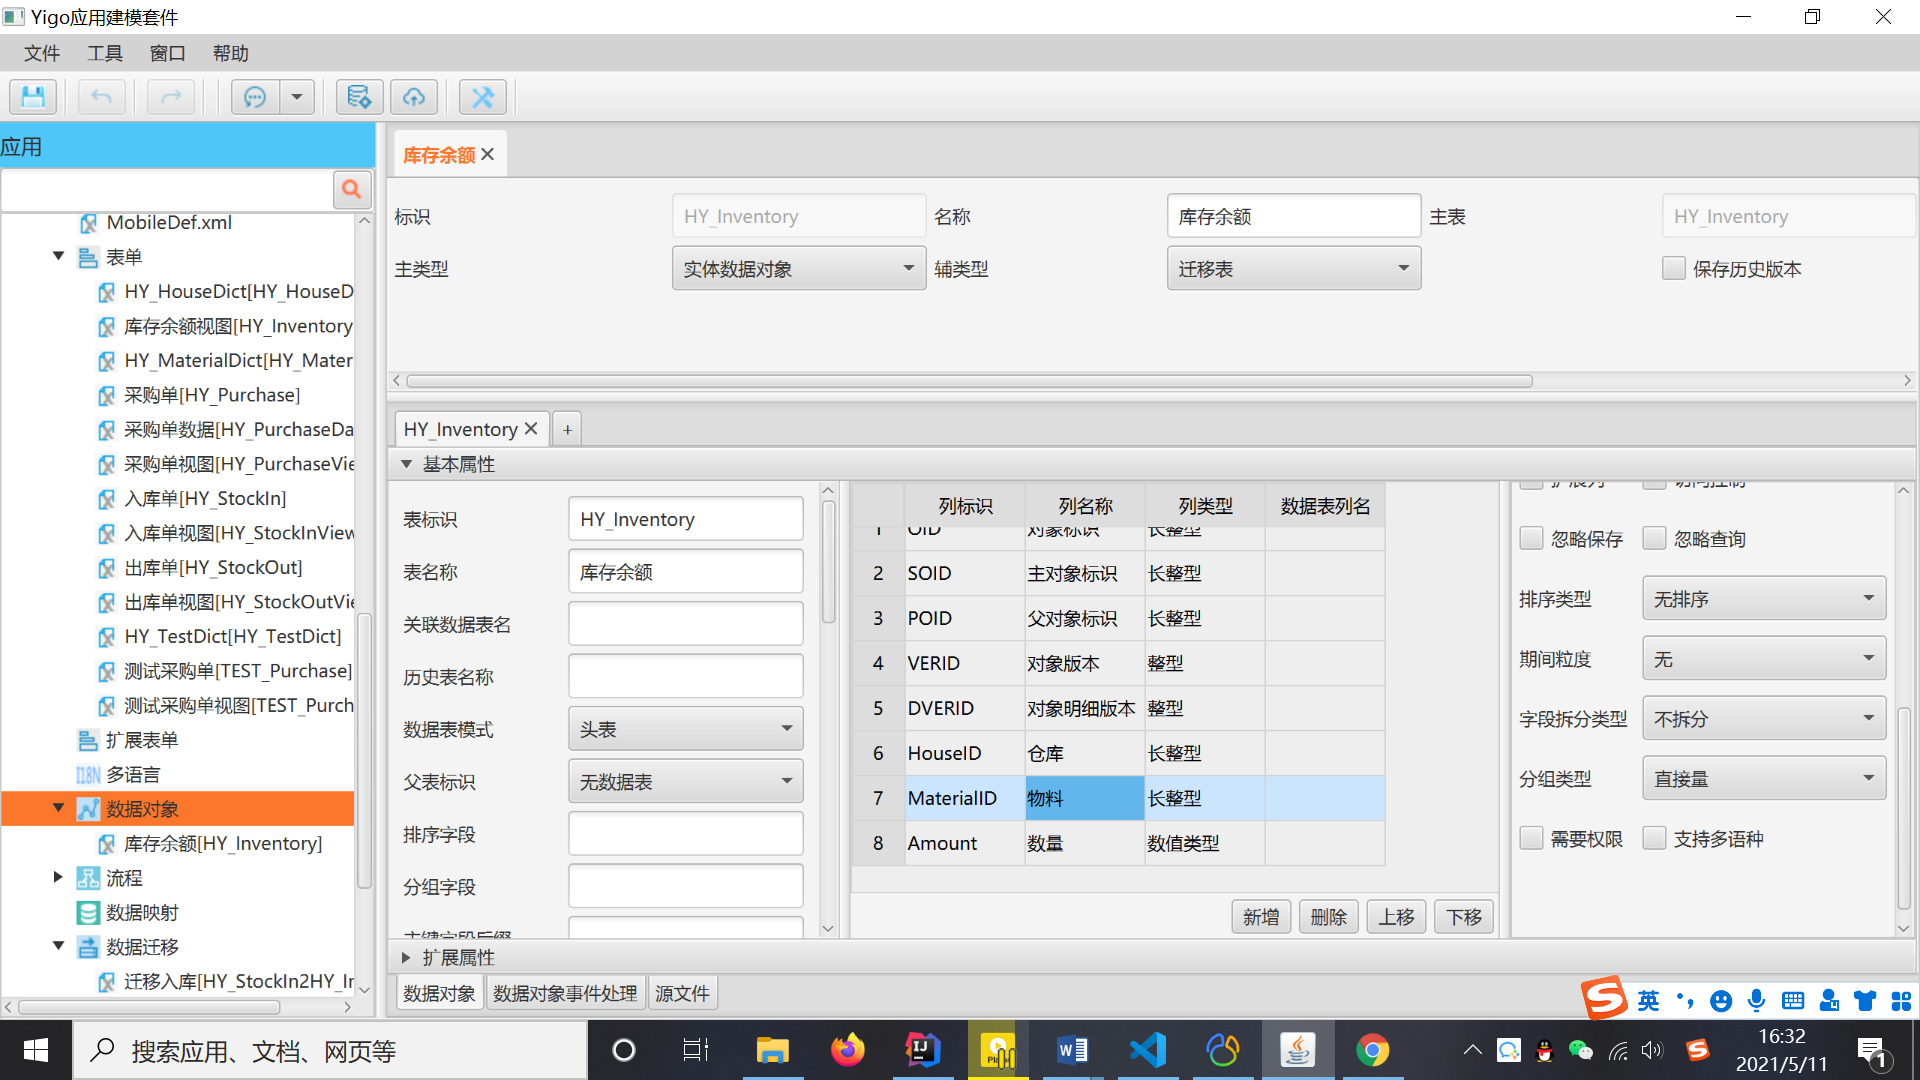 Yigo应用建模套件
文件 工具 窗口 帮助
应用
MobileDef.xml
表单
HY_HouseDict[HY_HouseD
库存余额视图[HY_Inventory
HY_MaterialDict[HY_Mater
采购单[HY_Purchase]
采购单数据[HY_PurchaseDa
采购单视图[HY_PurchaseVie
入库单[HY_StockIn]
入库单视图[HY_StockInView
出库单[HY_StockOut]
出库单视图[HY_StockOutVie
HY_TestDict[HY_TestDict]
测试采购单[TEST_Purchase]
测试采购单视图[TEST_Purch
扩展表单
I18N 多语言
数据对象
库存余额[HY_Inventory]
流程
数据映射
数据迁移
迁移入库[HY_StockIn2HY_Ir
库存余额
标识 HY_Inventory 名称 库存余额 主表 HY_Inventory
主类型 实体数据对象 辅类型 迁移表 保存历史版本
HY_Inventory +
基本属性
表标识 HY_Inventory
表名称 库存余额
关联数据表名
历史表名称
数据表模式 头表
父表标识 无数据表
排序字段
分组字段
主键字段后缀
列标识 列名称 列类型 数据表列名
1 OID 对象标识 长整型
2 SOID 主对象标识 长整型
3 POID 父对象标识 长整型
4 VERID 对象版本 整型
5 DVERID 对象明细版本 整型
6 HouseID 仓库 长整型
7 MaterialID 物料 长整型
8 Amount 数量 数值类型
新增 删除 上移 下移
扩展列 访问控制
忽略保存 忽略查询
排序类型 无排序
期间粒度 无
字段拆分类型 不拆分
分组类型 直接量
需要权限 支持多语种
扩展属性
数据对象 数据对象事件处理 源文件
英
搜索应用、文档、网页等
16:32
2021/5/11
1